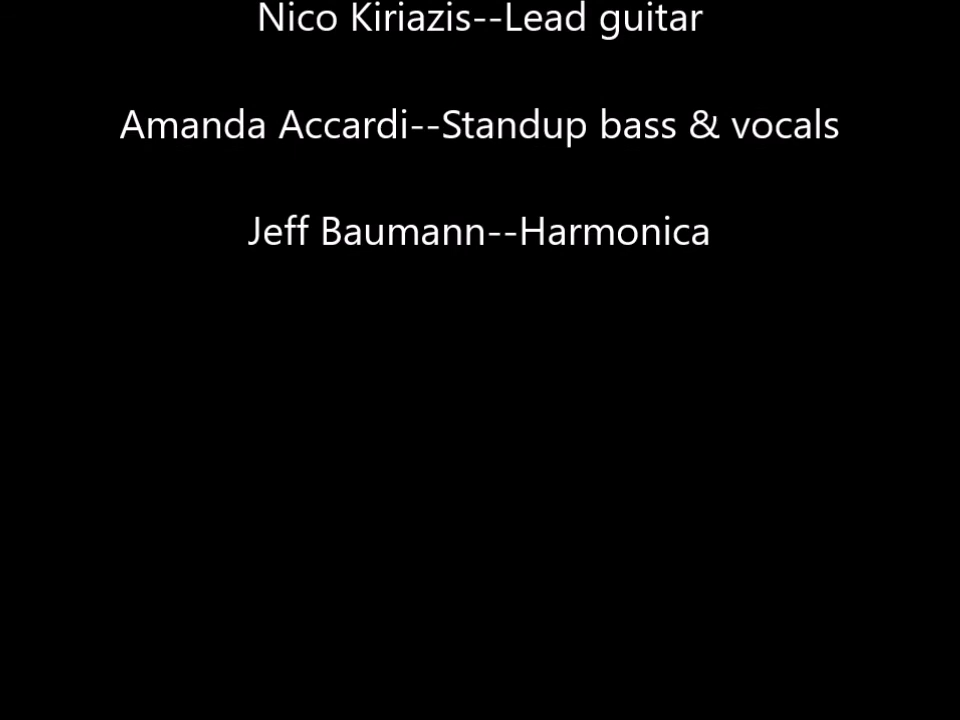 Nico Kiriazis--Lead guitar
Amanda Accardi--Standup bass & vocals
Jeff Baumann--Harmonica